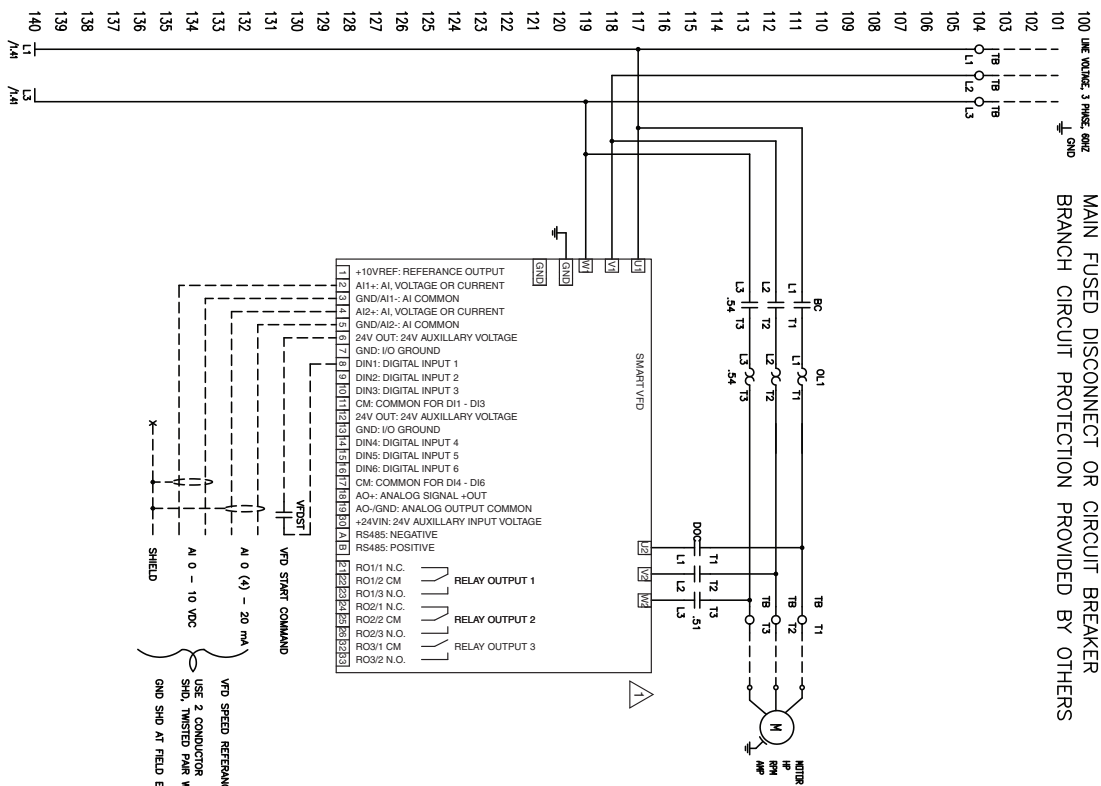 MAIN FUSED DISCONNECT OR CIRCUIT BREAKER
BRANCH CIRCUIT PROTECTION PROVIDED BY OTHERS
LINE VOLTAGE, 3 PHASE, 60HZ
GND
100
101
102
103
104
105
106
107
108
109
110
111
112
113
114
115
116
117
118
119
120
121
122
123
124
125
126
127
128
129
130
131
132
133
134
135
136
137
138
139
140
TB
L1
TB
L2
TB
L3
L1
/1.41
L3
/1.41
BC
L1 T1
L2 T2
L3 T3
.54
OL1
L1 T1
L2 T2
L3 T3
.54
DOC
L1 T1
L2 T2
L3 T3
.51
TB T1
TB T2
TB T3
M
MOTOR
HP
RPM
AMP
1
SMART VFD
U1
V1
W1
GND
GND
U2
V2
W2
1 +10VREF: REFERANCE OUTPUT
2 AI1+: AI, VOLTAGE OR CURRENT
3 GND/AI1-: AI COMMON
4 AI2+: AI, VOLTAGE OR CURRENT
5 GND/AI2-: AI COMMON
6 24V OUT: 24V AUXILLARY VOLTAGE
7 GND: I/O GROUND
8 DIN1: DIGITAL INPUT 1
9 DIN2: DIGITAL INPUT 2
10 DIN3: DIGITAL INPUT 3
11 CM: COMMON FOR DI1 - DI3
12 24V OUT: 24V AUXILLARY VOLTAGE
13 GND: I/O GROUND
14 DIN4: DIGITAL INPUT 4
15 DIN5: DIGITAL INPUT 5
16 DIN6: DIGITAL INPUT 6
17 CM: COMMON FOR DI4 - DI6
18 AO+: ANALOG SIGNAL +OUT
19 AO-/GND: ANALOG OUTPUT COMMON
30 +24VIN: 24V AUXILLARY INPUT VOLTAGE
A RS485: NEGATIVE
B RS485: POSITIVE
21 RO1/1 N.C.
22 RO1/2 CM
23 RO1/3 N.O.
RELAY OUTPUT 1
24 RO2/1 N.C.
25 RO2/2 CM
26 RO2/3 N.O.
RELAY OUTPUT 2
32 RO3/1 CM
33 RO3/2 N.O.
RELAY OUTPUT 3
VFDST
VFD START COMMAND
AI 0 (4) - 20 mA
AI 0 - 10 VDC
SHIELD
X
VFD SPEED REFERANC
USE 2 CONDUCTOR
SHD, TWISTED PAIR W
GND SHD AT FIELD E